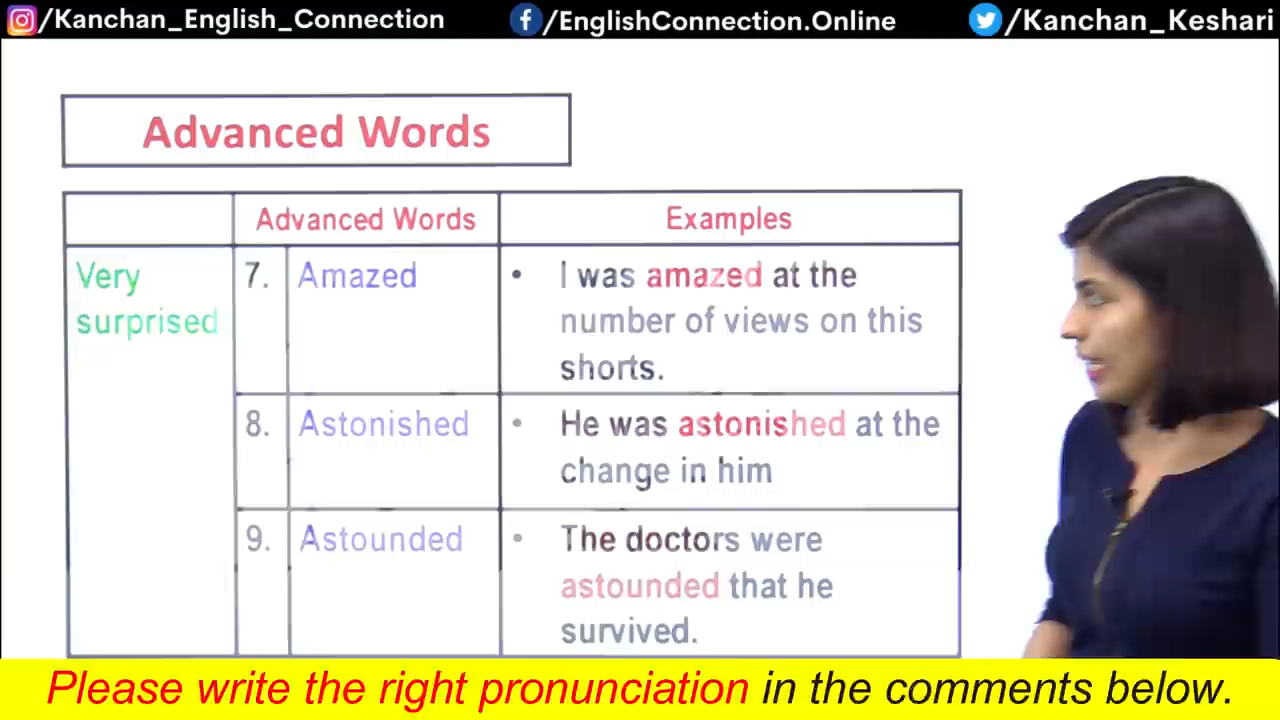 /Kanchan_English_Connection /EnglishConnection.Online /Kanchan_Keshari
Advanced Words
Advanced Words Examples
Very surprised
7. Amazed
• I was amazed at the
number of views on this
shorts.
8. Astonished
• He was astonished at the
change in him
9. Astounded
• The doctors were
astounded that he
survived.
Please write the right pronunciation in the comments below.